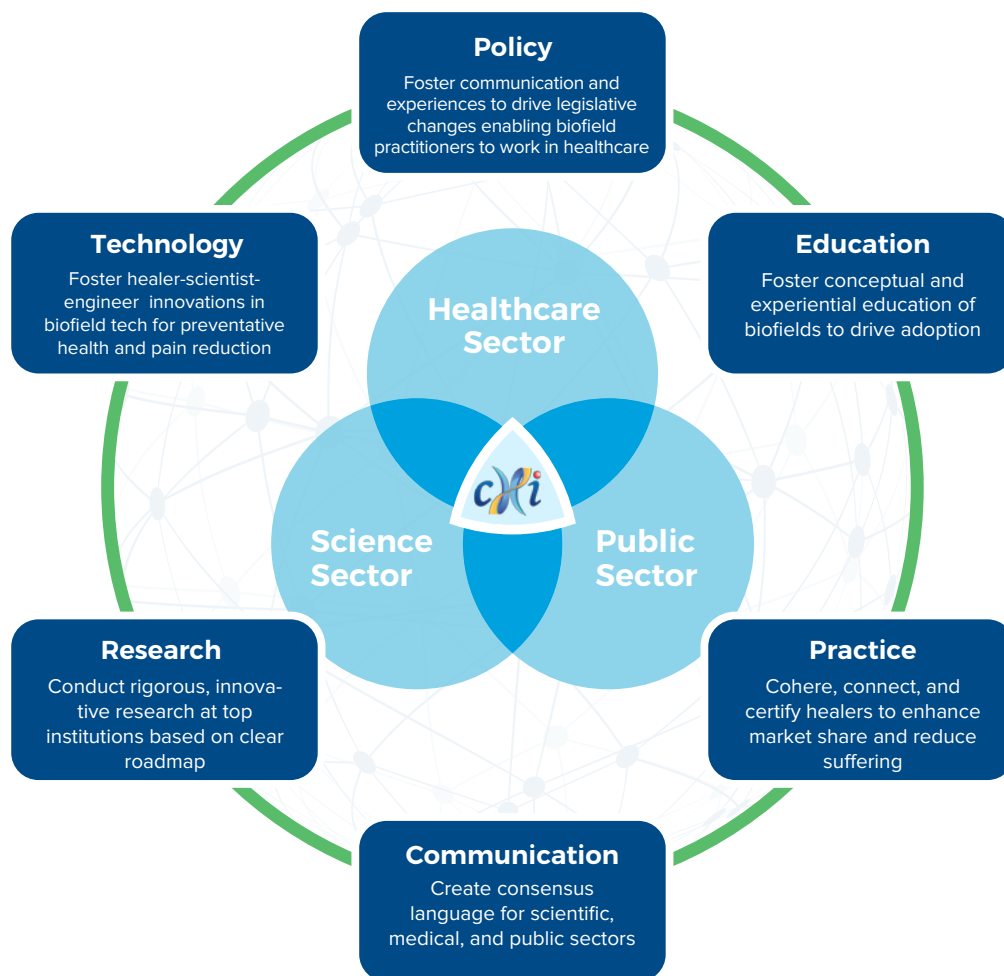 Policy
Foster communication and
experiences to drive legislative
changes enabling biofield
practitioners to work in healthcare
Technology
Foster healer-scientist-
engineer innovations in
biofield tech for preventative
health and pain reduction
Education
Foster conceptual and
experiential education of
biofields to drive adoption
Healthcare
Sector
cHi
Science
Sector
Public
Sector
Research
Conduct rigorous, innova-
tive research at top
institutions based on clear
roadmap
Practice
Cohere, connect, and
certify healers to enhance
market share and reduce
suffering
Communication
Create consensus
language for scientific,
medical, and public sectors